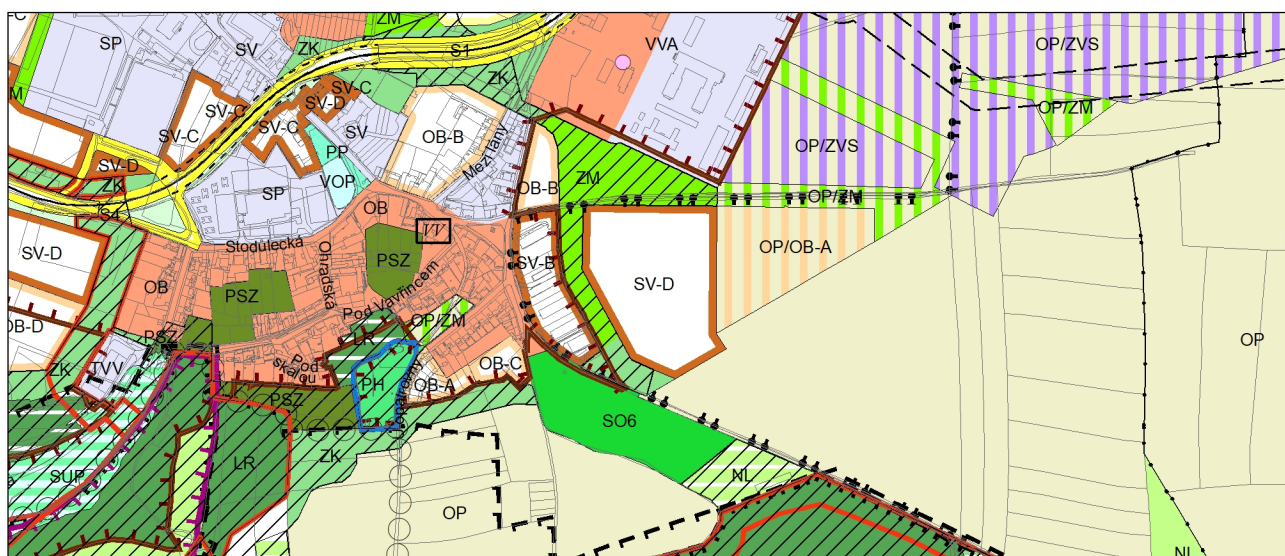 FC
SP
SV
ZK
ZM
S1
ZK
VVA
OP/ZVS
M
SV-C
SV-C
SV-D
SV-C
SV
OB-B
Mezi lány
OP/ZM
OP/ZVS
SV-D
ZK
S4
SP
PP
VOP
OB-B
ZM
OP/ZM
OB
VV
Stodůlecká
Ohradská
PSZ
OP/OB-A
SV-D
OB
PSZ
Pod Vavřincem
SV-B
SV-D
OP
OB-D
PSZ
OP/ZM
LR
ZK
TVV
Pod skalou
PH
OB-A
OB-C
PSZ
SO6
SUP
LR
ZK
OP
NL
NL